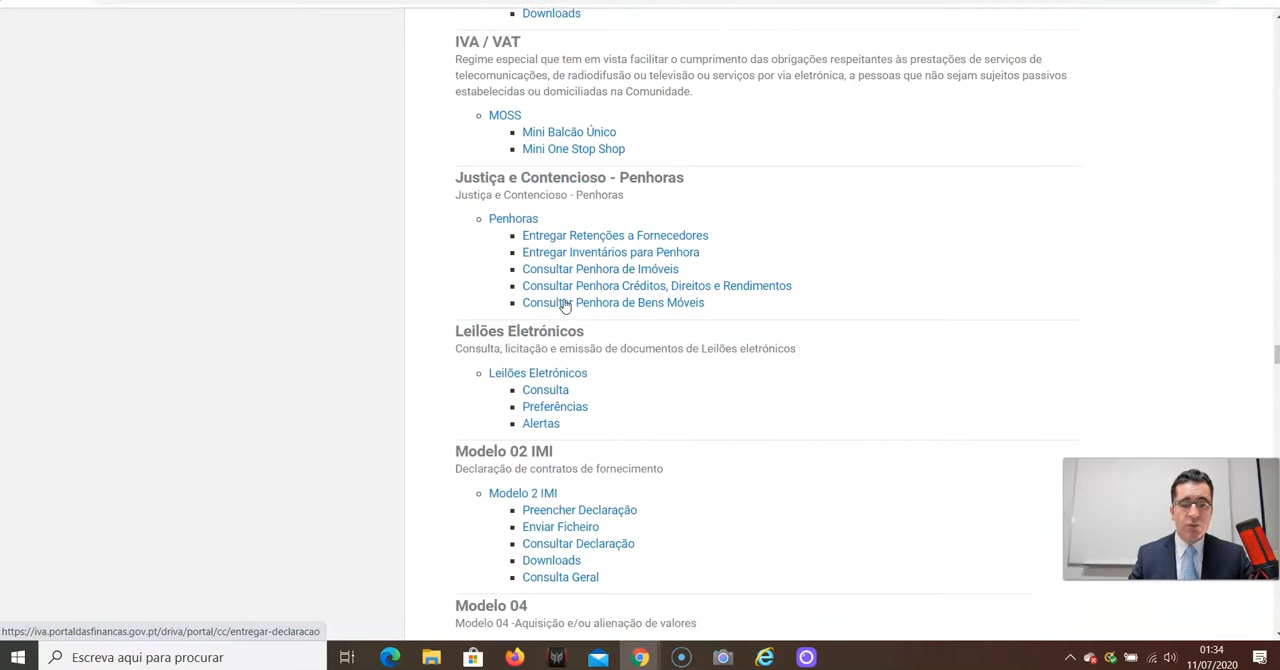 Downloads
IVA / VAT
Regime especial que tem em vista facilitar o cumprimento das obrigações respeitantes às prestações de serviços de
telecomunicações, de radiodifusão ou televisão ou serviços por via eletrónica, a pessoas que não sejam sujeitos passivos
estabelecidas ou domiciliadas na Comunidade.
MOSS
Mini Balcão Único
Mini One Stop Shop
Justiça e Contencioso - Penhoras
Justiça e Contencioso - Penhoras
Penhoras
Entregar Retenções a Fornecedores
Entregar Inventários para Penhora
Consultar Penhora de Imóveis
Consultar Penhora Créditos, Direitos e Rendimentos
Consultar Penhora de Bens Móveis
Leilões Eletrónicos
Consulta, licitação e emissão de documentos de Leilões eletrónicos
Leilões Eletrónicos
Consulta
Preferências
Alertas
Modelo 02 IMI
Declaração de contratos de fornecimento
Modelo 2 IMI
Preencher Declaração
Enviar Ficheiro
Consultar Declaração
Downloads
Consulta Geral
Modelo 04
Modelo 04 -Aquisição e/ou alienação de valores
https://iva.portaldasfinancas.gov.pt/driva/portal/cc/entregar-declaracao
Escreva aqui para procurar
01:34
11/07/2020